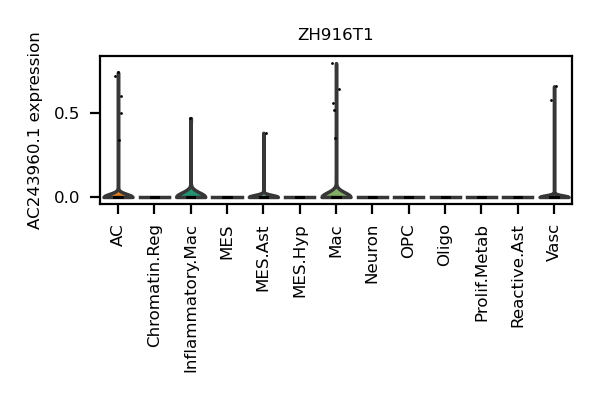 ZH916T1
AC243960.1 expression
0.5
0.0
AC
Chromatin.Reg
Inflammatory.Mac
MES
MES.Ast
MES.Hyp
Mac
Neuron
OPC
Oligo
Prolif.Metab
Reactive.Ast
Vasc